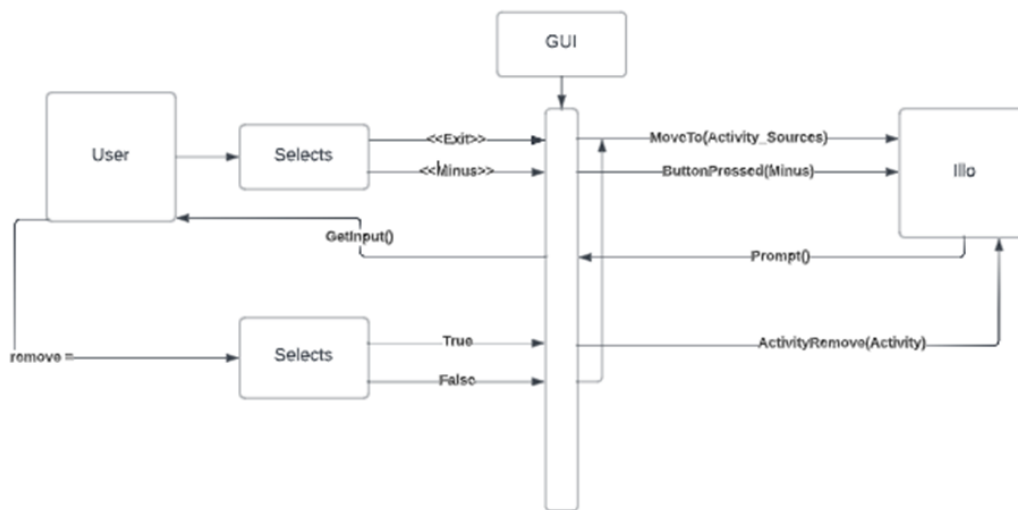 GUI
User
Selects
<<Exit>>
<<Minus>>
MoveTo(Activity_Sources)
ButtonPressed(Minus)
Illo
GetInput()
Prompt()
remove =
Selects
True
False
ActivityRemove(Activity)